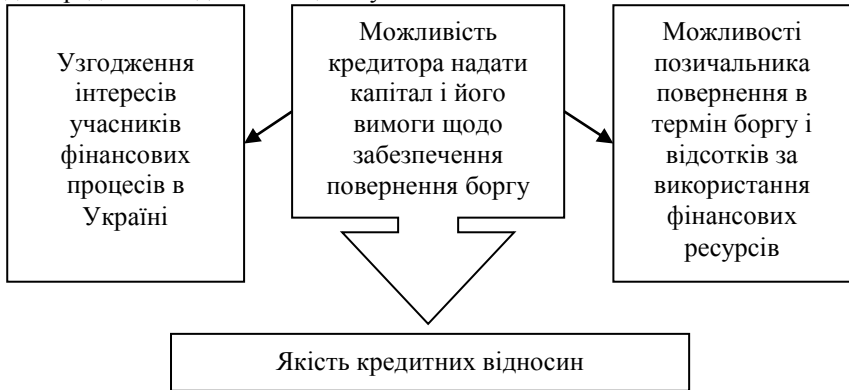 Узгодження
інтересів
учасників
фінансових
процесів в
Україні
Можливість
кредитора надати
капітал і його
вимоги щодо
забезпечення
повернення боргу
Можливості
позичальника
повернення в
термін боргу і
відсотків за
використання
фінансових
ресурсів
Якість кредитних відносин